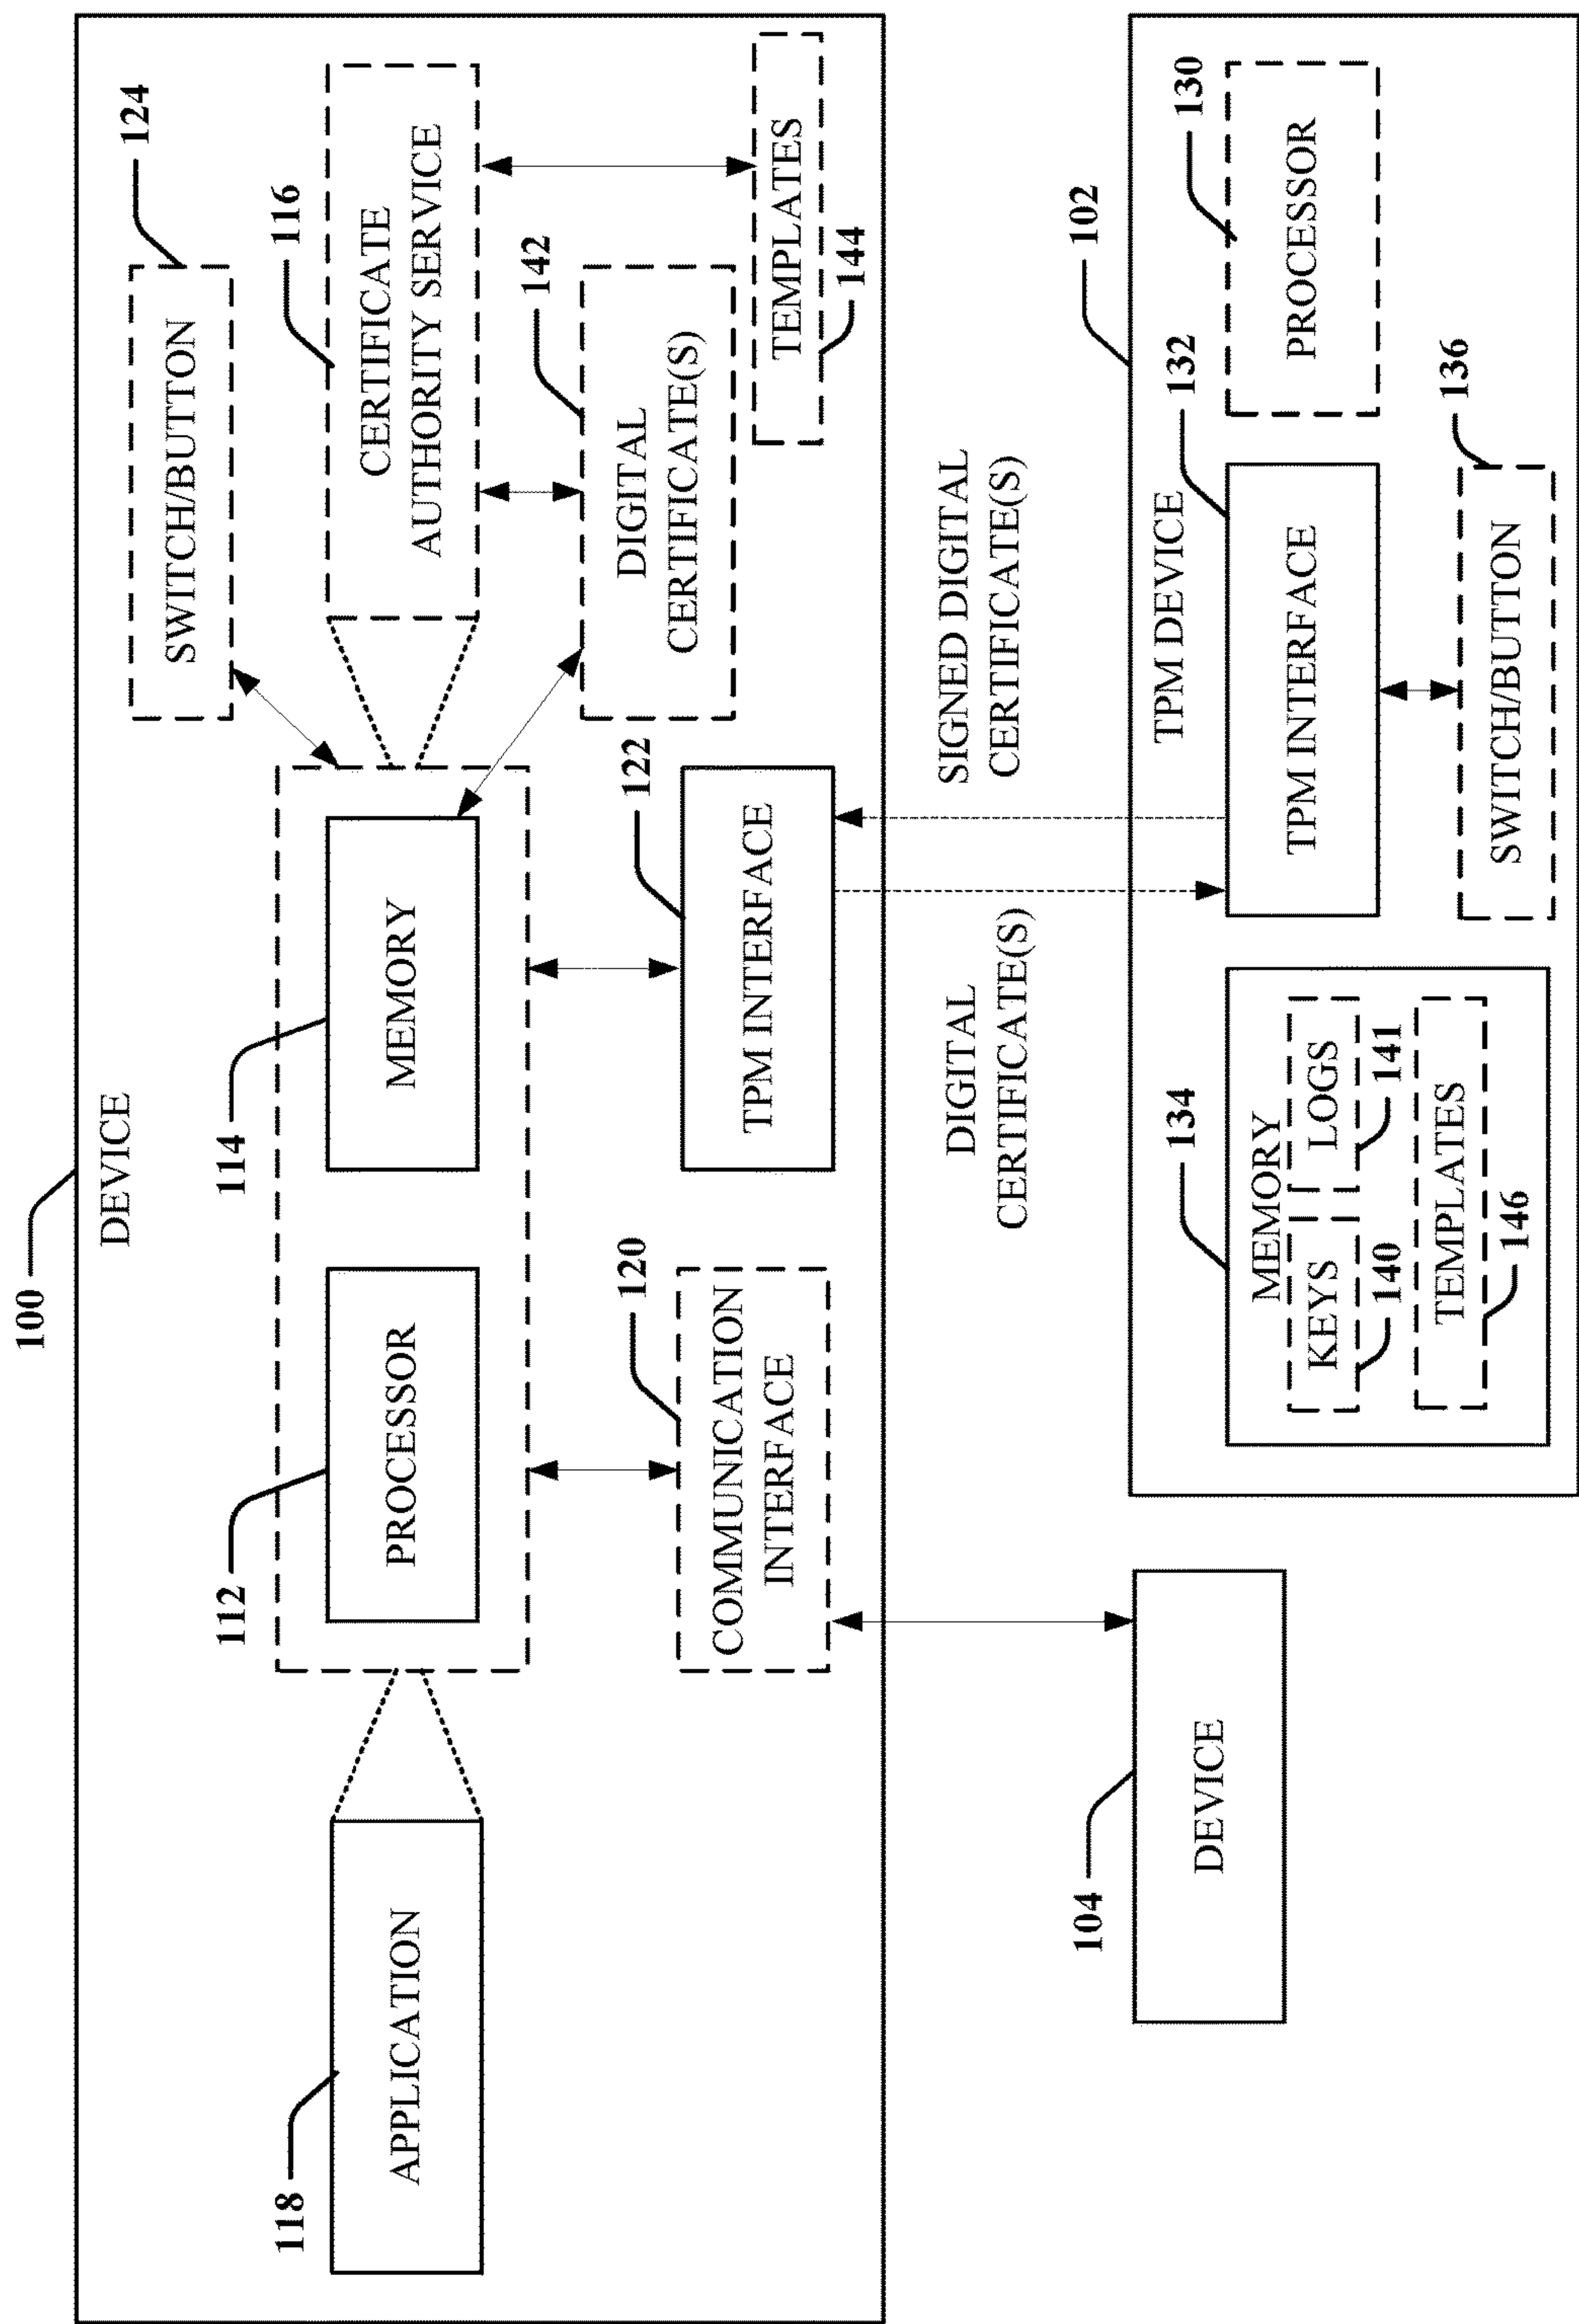 100
DEVICE
118
APPLICATION
112
PROCESSOR
114
MEMORY
124
SWITCH/BUTTON
116
CERTIFICATE
AUTHORITY SERVICE
120
COMMUNICATION
INTERFACE
122
TPM INTERFACE
142
DIGITAL
CERTIFICATE(S)
TEMPLATES
144
DIGITAL
CERTIFICATE(S)
SIGNED DIGITAL
CERTIFICATE(S)
104
DEVICE
102
TPM DEVICE
134
MEMORY
KEYS
LOGS
140
141
TEMPLATES
146
132
TPM INTERFACE
130
PROCESSOR
136
SWITCH/BUTTON